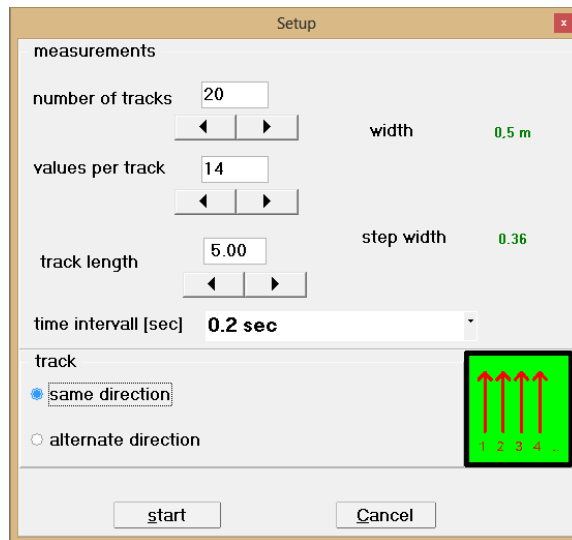 Setup
x
measurements
number of tracks 20
width 0,5 m
values per track 14
step width 0.36
track length 5.00
time intervall [sec] 0.2 sec
track
same direction
alternate direction
1 2 3 4 ..
start Cancel